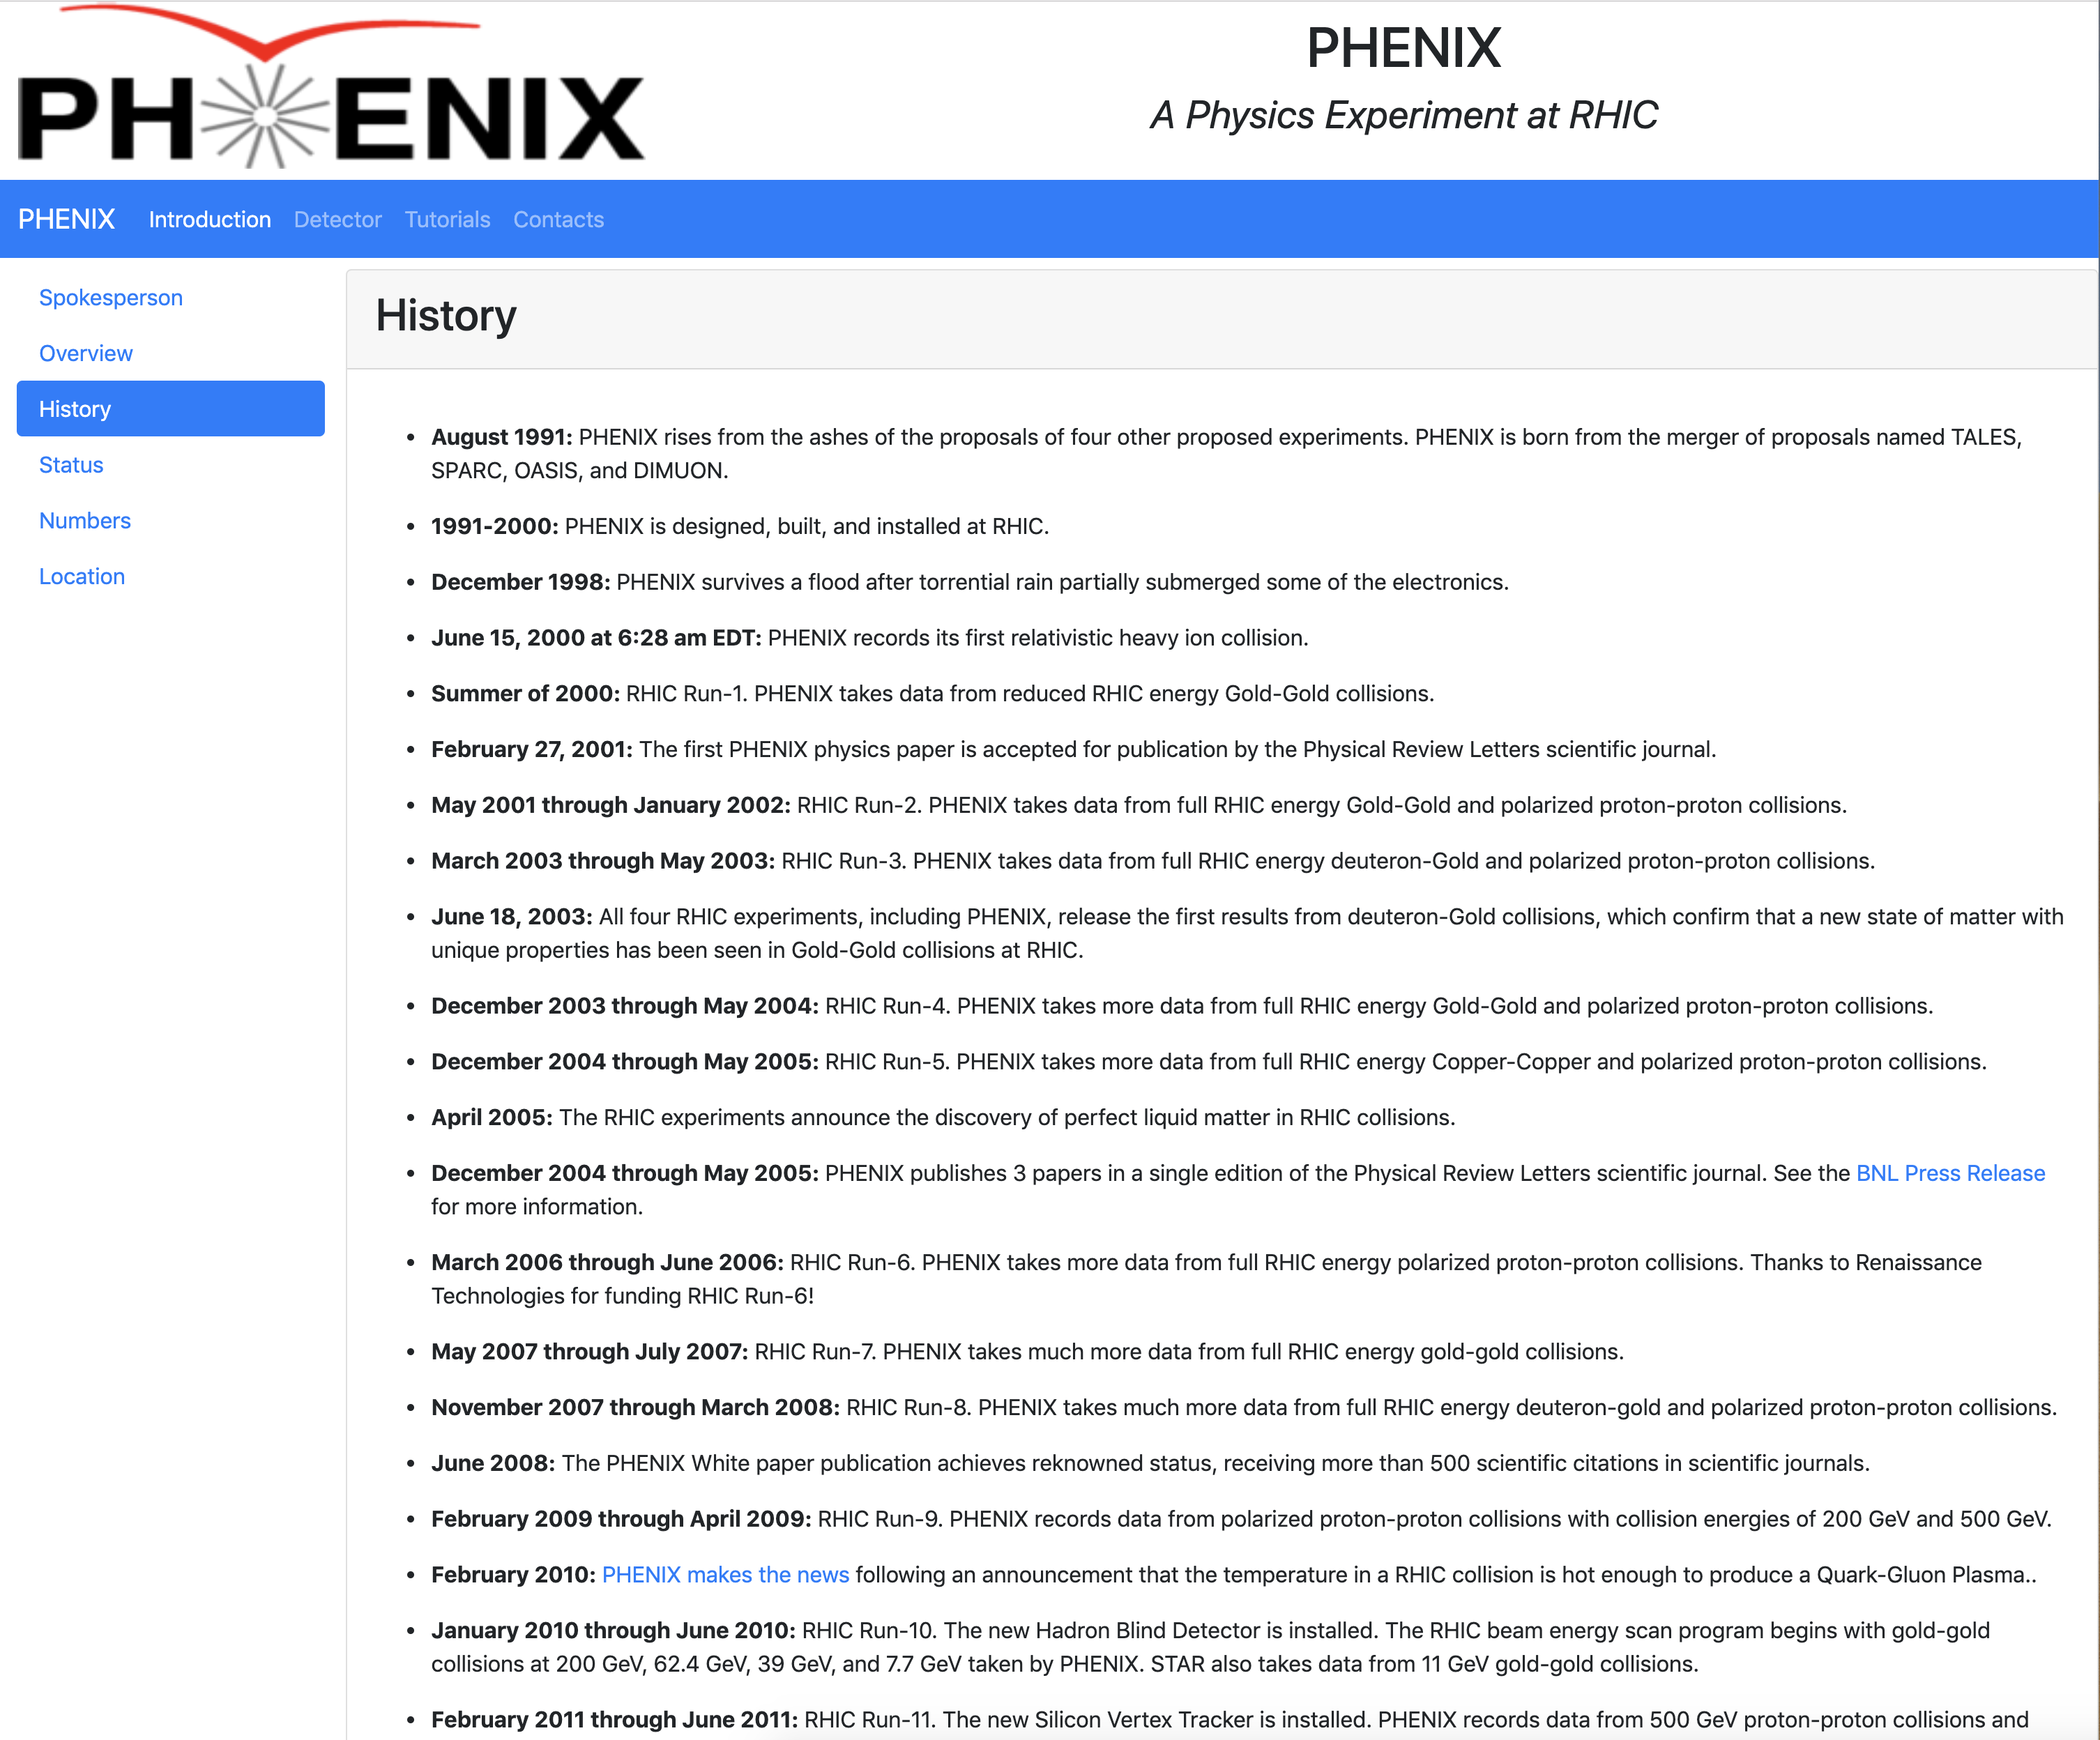 PHENIX
PHENIX
A Physics Experiment at RHIC
PHENIX Introduction Detector Tutorials Contacts
Spokesperson
Overview
History
Status
Numbers
Location
History
• August 1991: PHENIX rises from the ashes of the proposals of four other proposed experiments. PHENIX is born from the merger of proposals named TALES,
SPARC, OASIS, and DIMUON.
• 1991-2000: PHENIX is designed, built, and installed at RHIC.
• December 1998: PHENIX survives a flood after torrential rain partially submerged some of the electronics.
• June 15, 2000 at 6:28 am EDT: PHENIX records its first relativistic heavy ion collision.
• Summer of 2000: RHIC Run-1. PHENIX takes data from reduced RHIC energy Gold-Gold collisions.
• February 27, 2001: The first PHENIX physics paper is accepted for publication by the Physical Review Letters scientific journal.
• May 2001 through January 2002: RHIC Run-2. PHENIX takes data from full RHIC energy Gold-Gold and polarized proton-proton collisions.
• March 2003 through May 2003: RHIC Run-3. PHENIX takes data from full RHIC energy deuteron-Gold and polarized proton-proton collisions.
• June 18, 2003: All four RHIC experiments, including PHENIX, release the first results from deuteron-Gold collisions, which confirm that a new state of matter with
unique properties has been seen in Gold-Gold collisions at RHIC.
• December 2003 through May 2004: RHIC Run-4. PHENIX takes more data from full RHIC energy Gold-Gold and polarized proton-proton collisions.
• December 2004 through May 2005: RHIC Run-5. PHENIX takes more data from full RHIC energy Copper-Copper and polarized proton-proton collisions.
• April 2005: The RHIC experiments announce the discovery of perfect liquid matter in RHIC collisions.
• December 2004 through May 2005: PHENIX publishes 3 papers in a single edition of the Physical Review Letters scientific journal. See the BNL Press Release
for more information.
• March 2006 through June 2006: RHIC Run-6. PHENIX takes more data from full RHIC energy polarized proton-proton collisions. Thanks to Renaissance
Technologies for funding RHIC Run-6!
• May 2007 through July 2007: RHIC Run-7. PHENIX takes much more data from full RHIC energy gold-gold collisions.
• November 2007 through March 2008: RHIC Run-8. PHENIX takes much more data from full RHIC energy deuteron-gold and polarized proton-proton collisions.
• June 2008: The PHENIX White paper publication achieves reknowned status, receiving more than 500 scientific citations in scientific journals.
• February 2009 through April 2009: RHIC Run-9. PHENIX records data from polarized proton-proton collisions with collision energies of 200 GeV and 500 GeV.
• February 2010: PHENIX makes the news following an announcement that the temperature in a RHIC collision is hot enough to produce a Quark-Gluon Plasma..
• January 2010 through June 2010: RHIC Run-10. The new Hadron Blind Detector is installed. The RHIC beam energy scan program begins with gold-gold
collisions at 200 GeV, 62.4 GeV, 39 GeV, and 7.7 GeV taken by PHENIX. STAR also takes data from 11 GeV gold-gold collisions.
• February 2011 through June 2011: RHIC Run-11. The new Silicon Vertex Tracker is installed. PHENIX records data from 500 GeV proton-proton collisions and